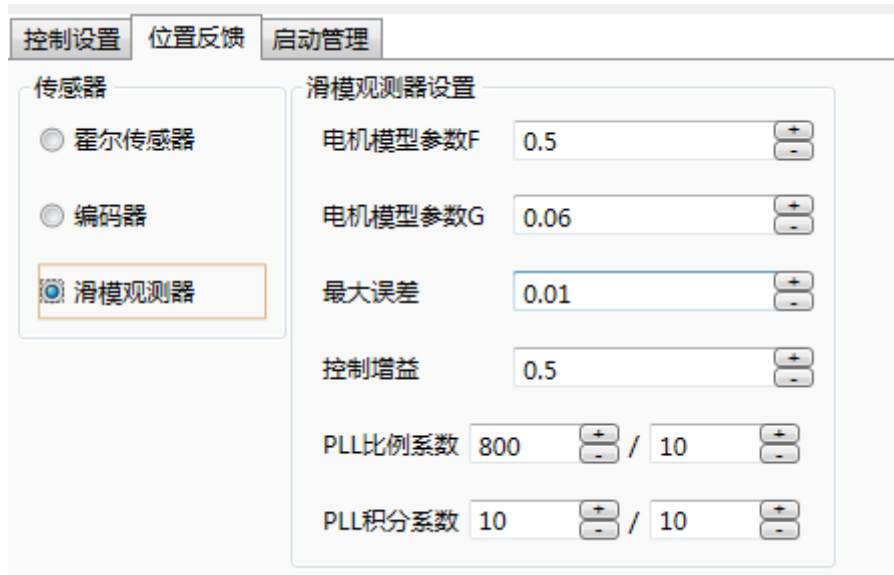 控制设置 位置反馈 启动管理
传感器
霍尔传感器
编码器
滑模观测器
滑模观测器设置
电机模型参数F 0.5 + -
电机模型参数G 0.06 + -
最大误差 0.01 + -
控制增益 0.5 + -
PLL比例系数 800 + - / 10 + -
PLL积分系数 10 + - / 10 + -